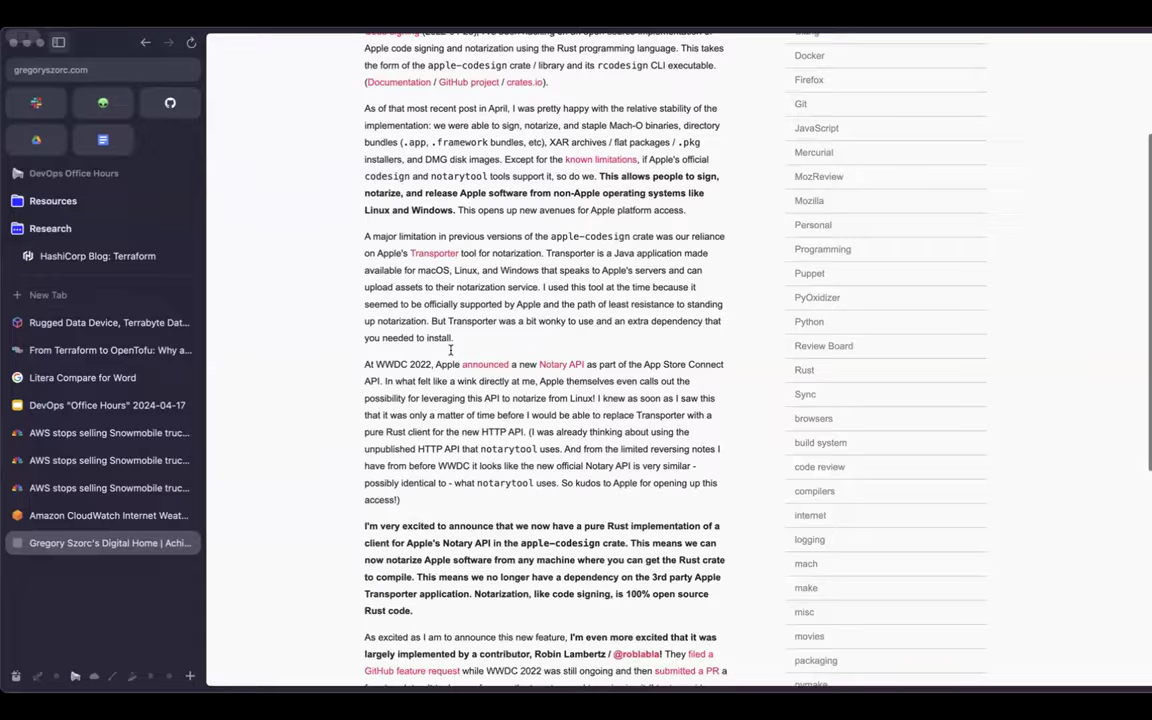 gregoryszorc.com
DevOps Office Hours
Resources
Research
HashiCorp Blog: Terraform
New Tab
Rugged Data Device, Terrabyte Dat...
From Terraform to OpenTofu: Why a...
Litera Compare for Word
DevOps "Office Hours" 2024-04-17
AWS stops selling Snowmobile truc...
AWS stops selling Snowmobile truc...
AWS stops selling Snowmobile truc...
Amazon CloudWatch Internet Weat...
Gregory Szorc's Digital Home | Achi...
Apple code signing and notarization using the Rust programming language. This takes
the form of the apple-codesign crate / library and its rcodesign CLI executable.
(Documentation / GitHub project / crates.io).
As of that most recent post in April, I was pretty happy with the relative stability of the
implementation: we were able to sign, notarize, and staple Mach-O binaries, directory
bundles (.app, .framework bundles, etc), XAR archives / flat packages / .pkg
installers, and DMG disk images. Except for the known limitations, if Apple's official
codesign and notarytool tools support it, so do we. This allows people to sign,
notarize, and release Apple software from non-Apple operating systems like
Linux and Windows. This opens up new avenues for Apple platform access.
A major limitation in previous versions of the apple-codesign crate was our reliance
on Apple's Transporter tool for notarization. Transporter is a Java application made
available for macOS, Linux, and Windows that speaks to Apple's servers and can
upload assets to their notarization service. I used this tool at the time because it
seemed to be officially supported by Apple and the path of least resistance to standing
up notarization. But Transporter was a bit wonky to use and an extra dependency that
you needed to install.
At WWDC 2022, Apple announced a new Notary API as part of the App Store Connect
API. In what felt like a wink directly at me, Apple themselves even calls out the
possibility for leveraging this API to notarize from Linux! I knew as soon as I saw this
that it was only a matter of time before I would be able to replace Transporter with a
pure Rust client for the new HTTP API. (I was already thinking about using the
unpublished HTTP API that notarytool uses. And from the limited reversing notes I
have from before WWDC it looks like the new official Notary API is very similar -
possibly identical to - what notarytool uses. So kudos to Apple for opening up this
access!)
I'm very excited to announce that we now have a pure Rust implementation of a
client for Apple's Notary API in the apple-codesign crate. This means we can
now notarize Apple software from any machine where you can get the Rust crate
to compile. This means we no longer have a dependency on the 3rd party Apple
Transporter application. Notarization, like code signing, is 100% open source
Rust code.
As excited as I am to announce this new feature, I'm even more excited that it was
largely implemented by a contributor, Robin Lambertz / @roblabla! They filed a
GitHub feature request while WWDC 2022 was still ongoing and then submitted a PR a
Docker
Firefox
Git
JavaScript
Mercurial
MozReview
Mozilla
Personal
Programming
Puppet
PyOxidizer
Python
Review Board
Rust
Sync
browsers
build system
code review
compilers
internet
logging
mach
make
misc
movies
packaging
pymake